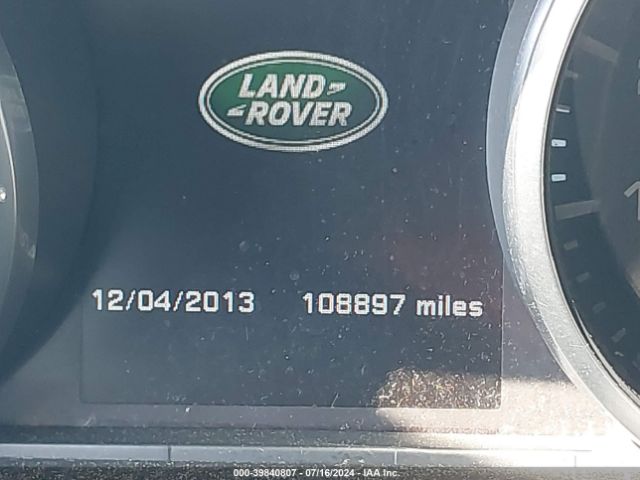 LAND
ROVER
12/04/2013 108897 miles
000-39840807 - 07/16/2024 - IAA Inc.